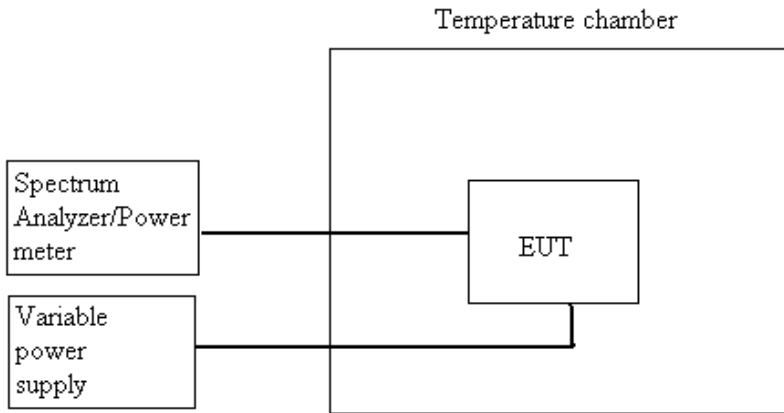 Temperature chamber
Spectrum
Analyzer/Power
meter
EUT
Variable
power
supply